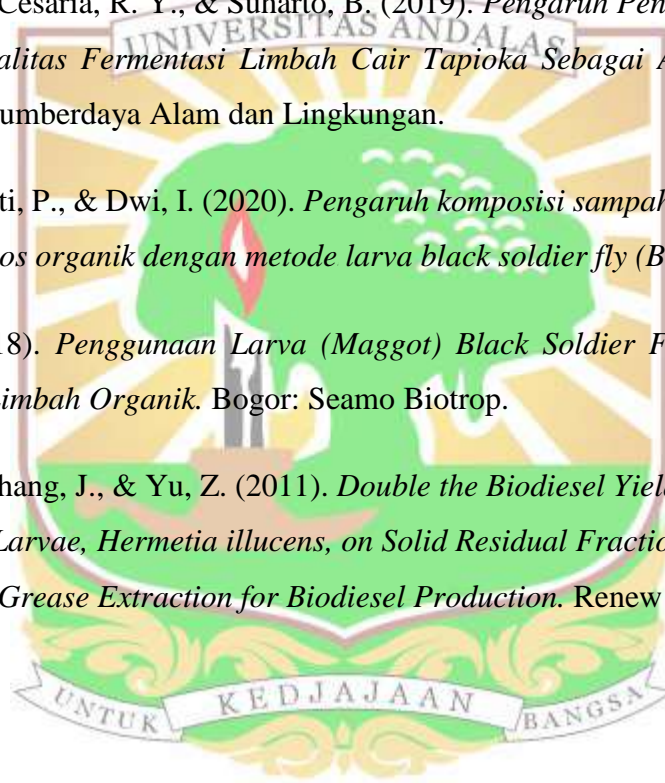 Cesaria, R. Y., & Suharto, B. (2019). Pengaruh Pen
UNIVERSITAS ANDALAS
alitas Fermentasi Limbah Cair Tapioka Sebagai A
umberdaya Alam dan Lingkungan.
ti, P., & Dwi, I. (2020). Pengaruh komposisi sampah
os organik dengan metode larva black soldier fly (B
18). Penggunaan Larva (Maggot) Black Soldier F
Limbah Organik. Bogor: Seamo Biotrop.
hang, J., & Yu, Z. (2011). Double the Biodiesel Yiel
Larvae, Hermetia illucens, on Solid Residual Fractio
Grease Extraction for Biodiesel Production. Renew
UNTUK KEDJAJAAN BANGSA